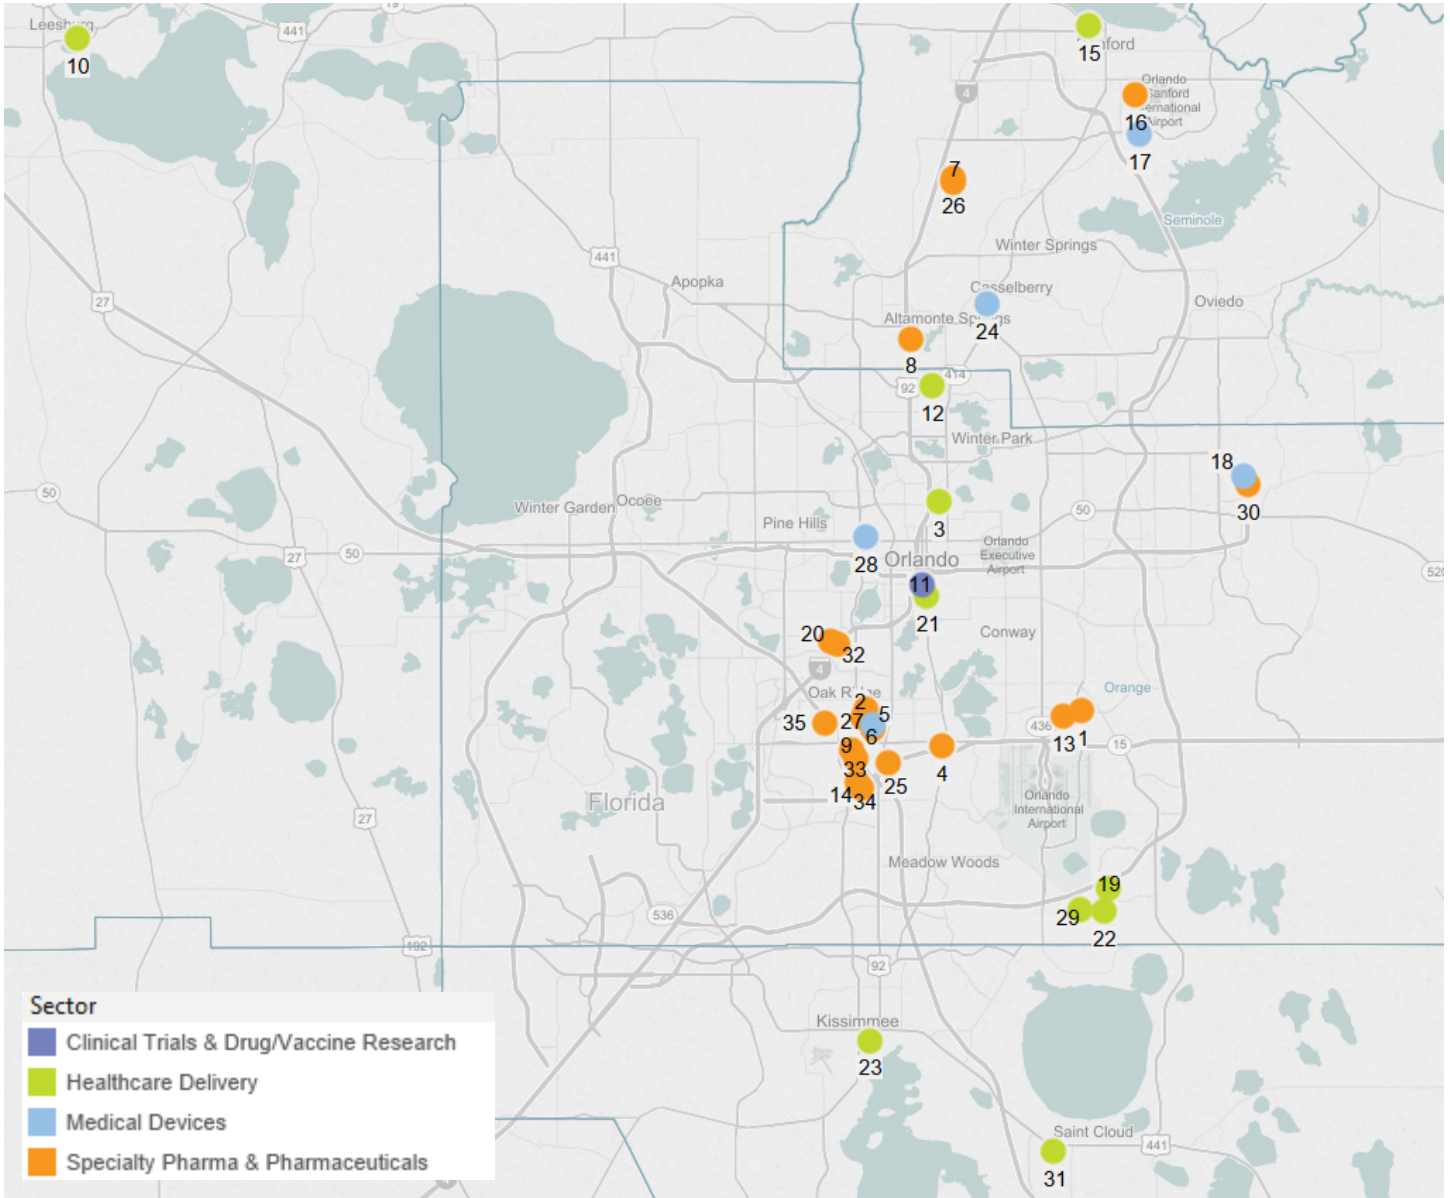 19
Leesburg
441
10
15
Sanford
4
Orlando
Sanford
International
Airport
16
17
7
26
Seminole
Winter Springs
441
Apopka
27
Casselberry
Oviedo
Altamonte Springs
24
8
414
92
12
Winter Park
18
50
Winter Garden
Ocoee
50
30
Pine Hills
3
Orlando
Executive
Airport
27
50
28
Orlando
520
11
21
Conway
20
32
4
Oak Ridge
Orange
2
35
27
5
6
436
13
1
15
9
33
25
4
14
34
Florida
Orlando
International
Airport
27
Meadow Woods
19
29
22
536
192
92
Sector
Clinical Trials & Drug/Vaccine Research
Healthcare Delivery
Medical Devices
Specialty Pharma & Pharmaceuticals
Kissimmee
23
Saint Cloud
441
31